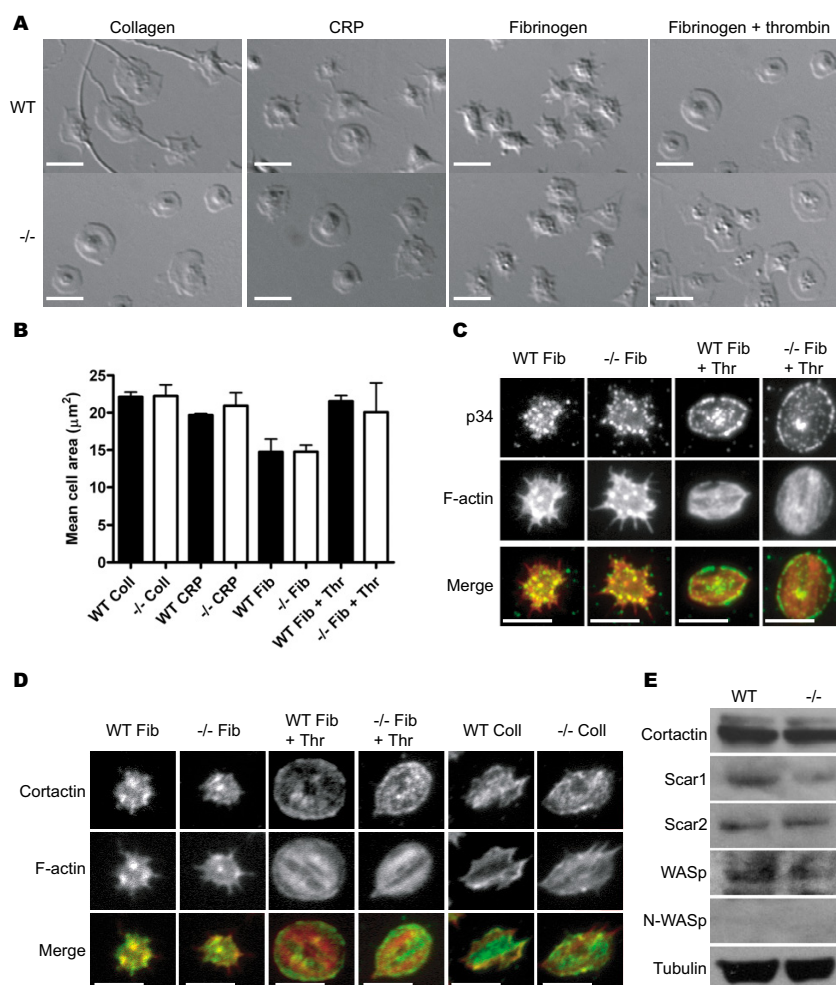 A
Collagen
CRP
Fibrinogen
Fibrinogen + thrombin
WT
-/-
B
Mean cell area (μm²)
25
20
15
10
5
0
WT Coll
-/- Coll
WT CRP
-/- CRP
WT Fib
-/- Fib
WT Fib + Thr
-/- Fib + Thr
C
WT Fib
-/- Fib
WT Fib
+ Thr
-/- Fib
+ Thr
p34
F-actin
Merge
D
WT Fib
-/- Fib
WT Fib
+ Thr
-/- Fib
+ Thr
WT Coll
-/- Coll
Cortactin
F-actin
Merge
E
WT
-/-
Cortactin
Scar1
Scar2
WASp
N-WASp
Tubulin